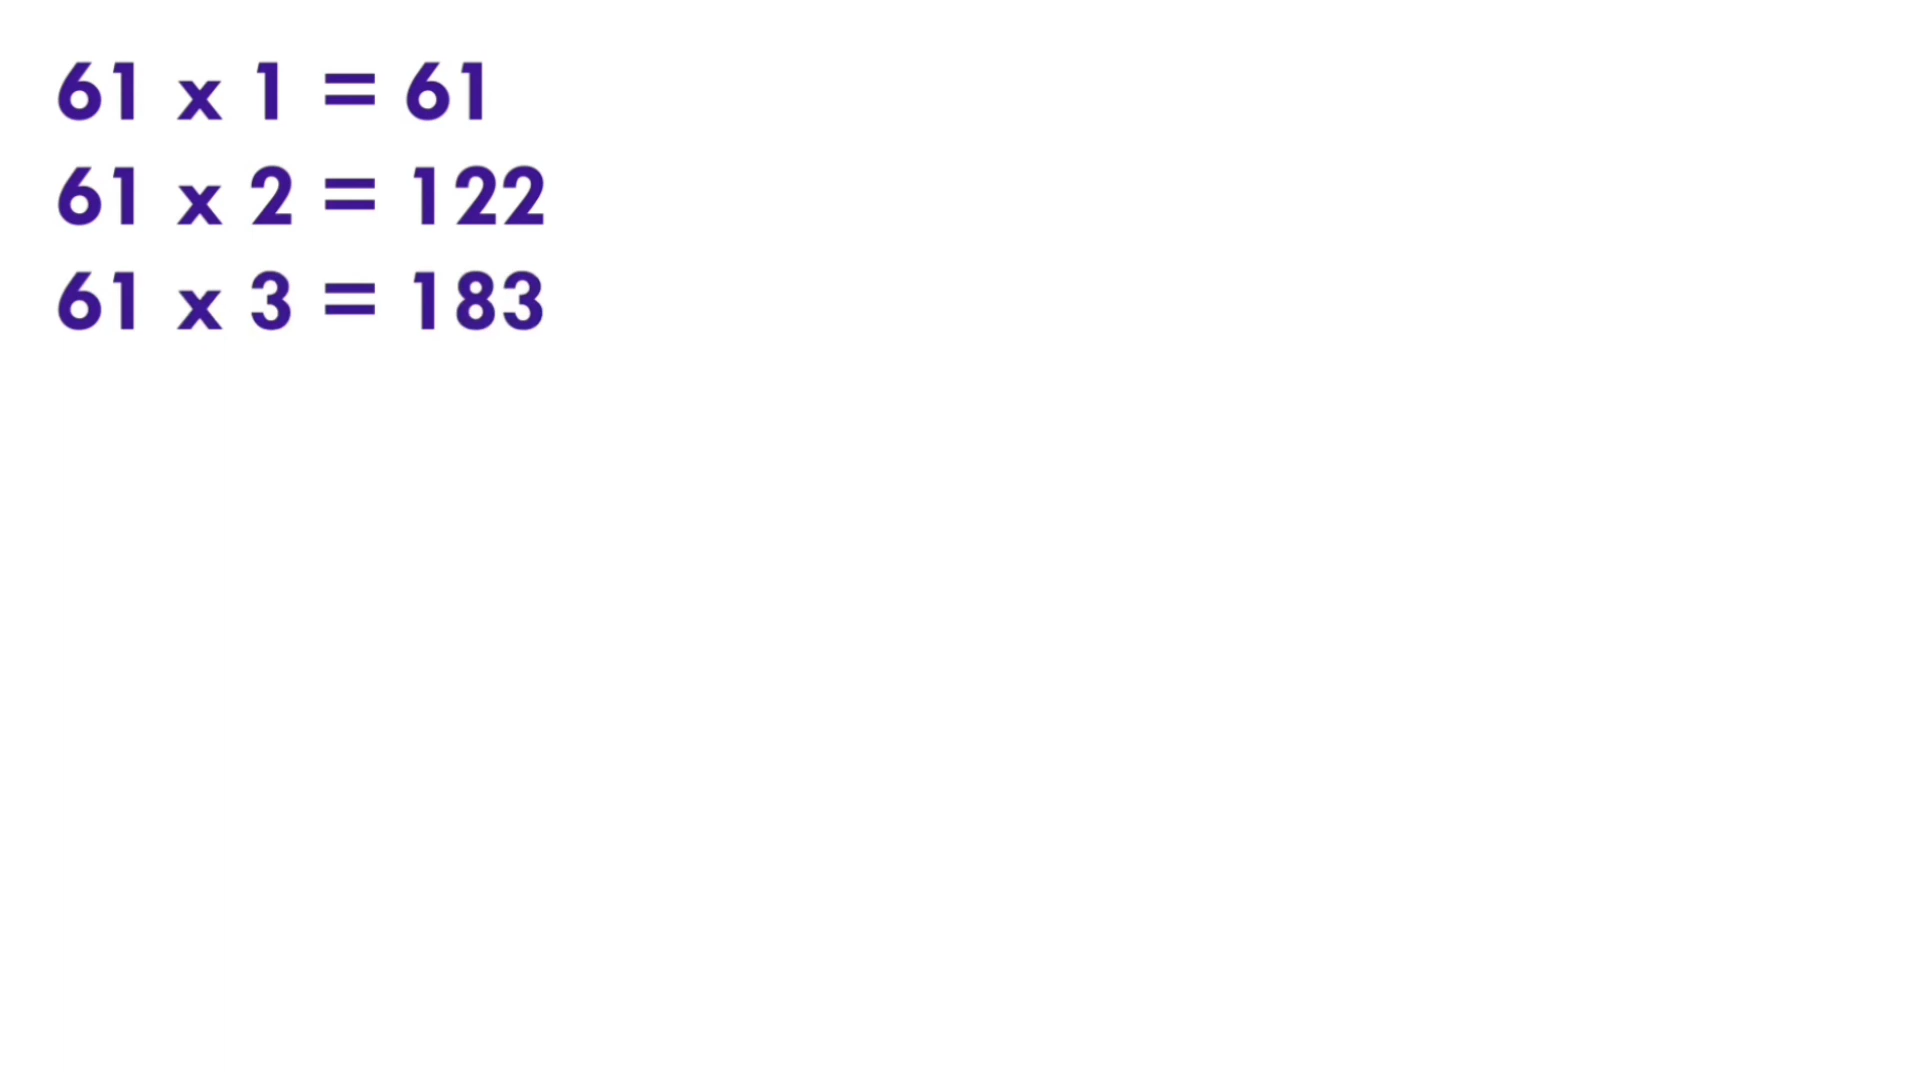 61 x 1 = 61
61 x 2 = 122
61 x 3 = 183